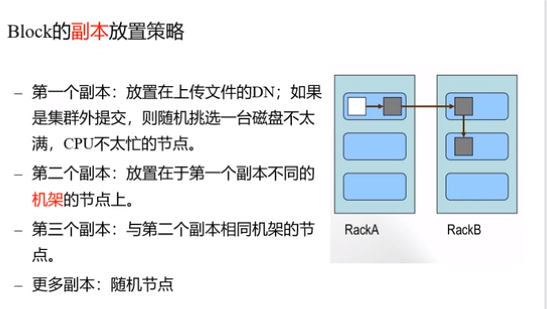 Block的副本放置策略
– 第一个副本：放置在上传文件的DN；如果
是集群外提交，则随机挑选一台磁盘不太
满，CPU不太忙的节点。
– 第二个副本：放置在于第一个副本不同的
机架的节点上。
– 第三个副本：与第二个副本相同机架的节
点。
– 更多副本：随机节点
RackA
RackB